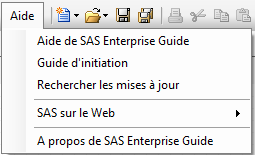 Aide
Aide de SAS Enterprise Guide
Guide d'initiation
Rechercher les mises à jour
SAS sur le Web
A propos de SAS Enterprise Guide